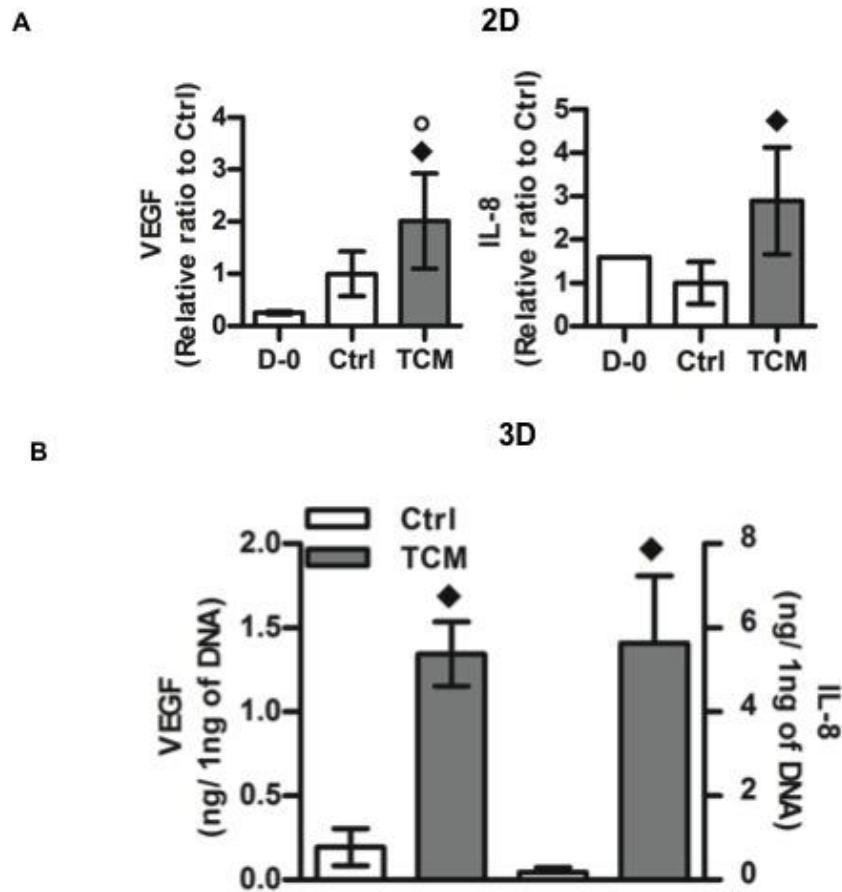 A
2D
VEGF
(Relative ratio to Ctrl)
4
3
2
1
0
D-0 Ctrl TCM
IL-8
(Relative ratio to Ctrl)
5
4
3
2
1
0
D-0 Ctrl TCM
B
3D
Ctrl
TCM
VEGF
(ng/ 1ng of DNA)
2.0
1.5
1.0
0.5
0.0
8
6
4
2
0
IL-8
(ng/ 1ng of DNA)